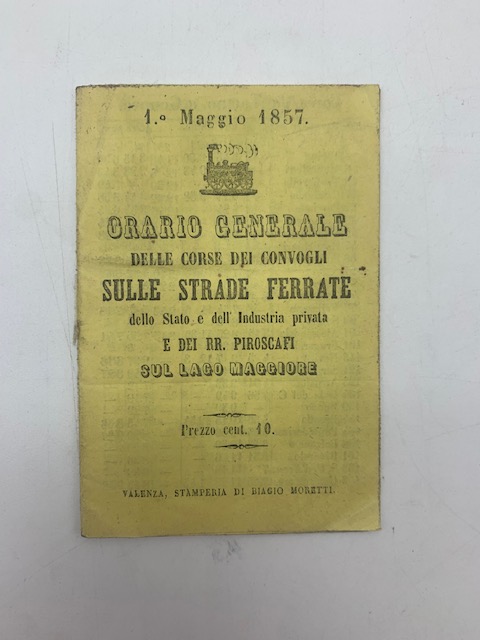 1.º Maggio 1857.
ORARIO GENERALE
DELLE CORSE DEI CONVOGLI
SULLE STRADE FERRATE
dello Stato e dell' Industria privata
E DEI RR. PIROSCAFI
SUL LAGO MAGGIORE
Prezzo cent. 10.
VALENZA, STAMPERIA DI BIAGIO MORETTI.